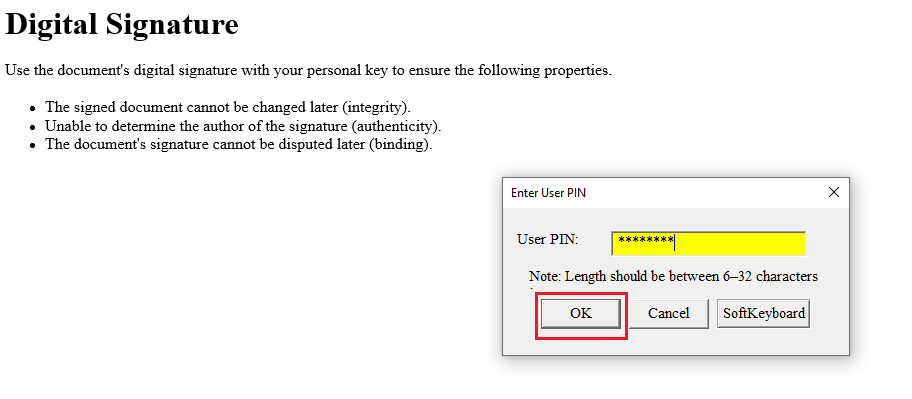 Digital Signature
Use the document's digital signature with your personal key to ensure the following properties.
• The signed document cannot be changed later (integrity).
• Unable to determine the author of the signature (authenticity).
• The document's signature cannot be disputed later (binding).
Enter User PIN
User PIN: ********
Note: Length should be between 6–32 characters
OK Cancel SoftKeyboard